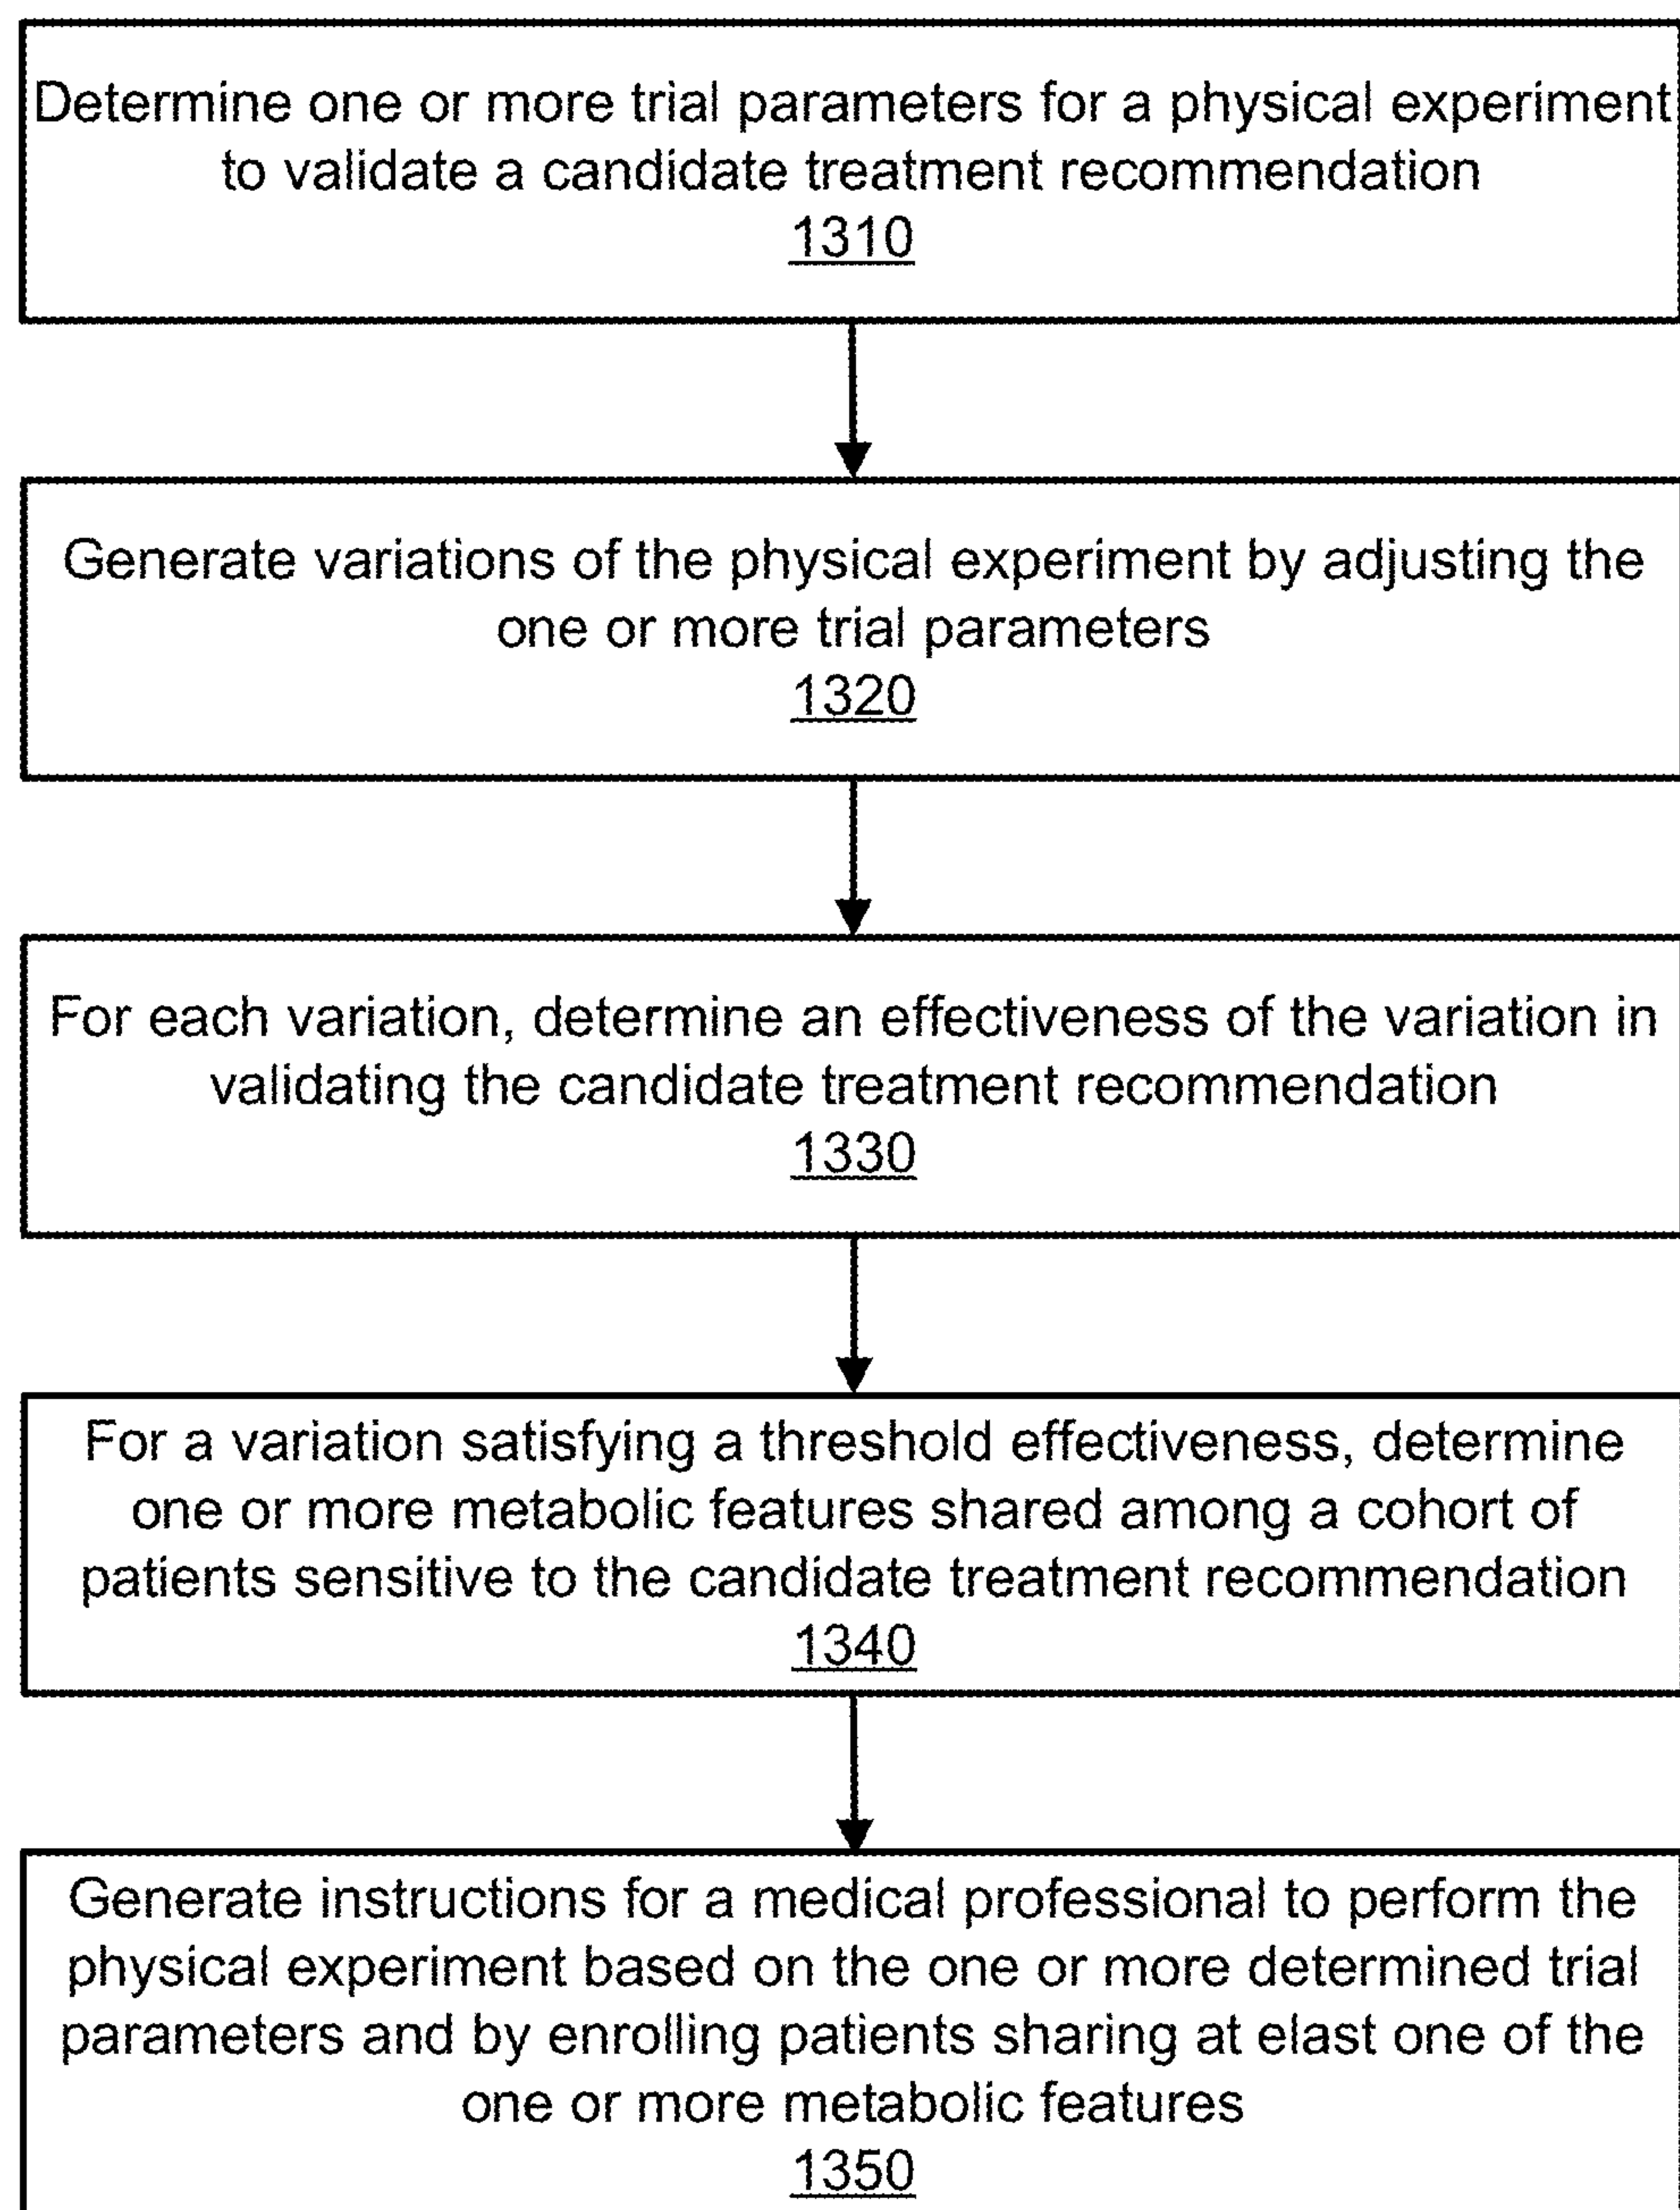 Determine one or more trial parameters for a physical experiment
to validate a candidate treatment recommendation
1310
Generate variations of the physical experiment by adjusting the
one or more trial parameters
1320
For each variation, determine an effectiveness of the variation in
validating the candidate treatment recommendation
1330
For a variation satisfying a threshold effectiveness, determine
one or more metabolic features shared among a cohort of
patients sensitive to the candidate treatment recommendation
1340
Generate instructions for a medical professional to perform the
physical experiment based on the one or more determined trial
parameters and by enrolling patients sharing at elast one of the
one or more metabolic features
1350